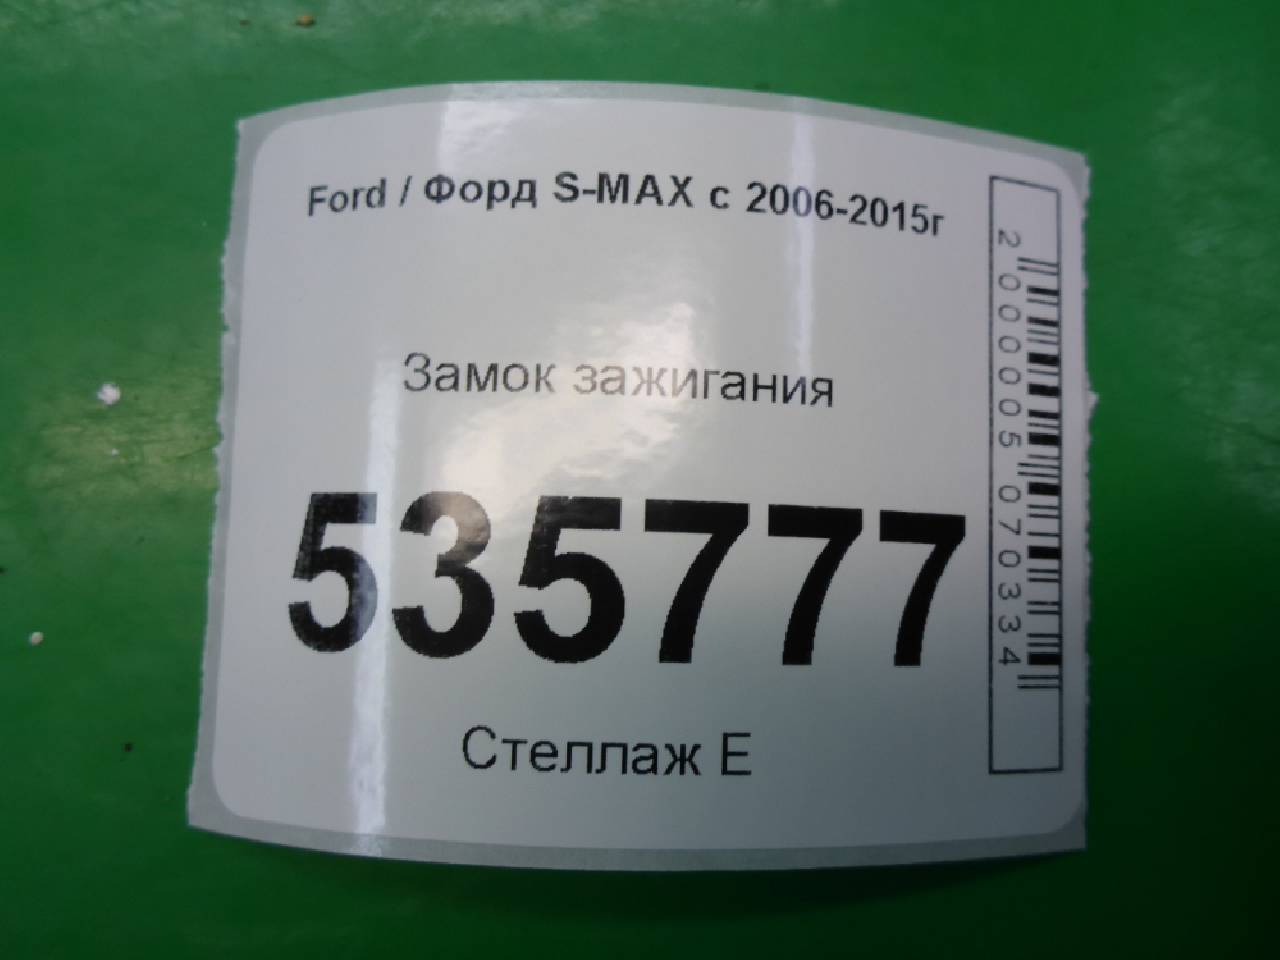 Ford / Форд S-MAX с 2006-2015г
Замок зажигания
535777
Стеллаж Е
2000005070334